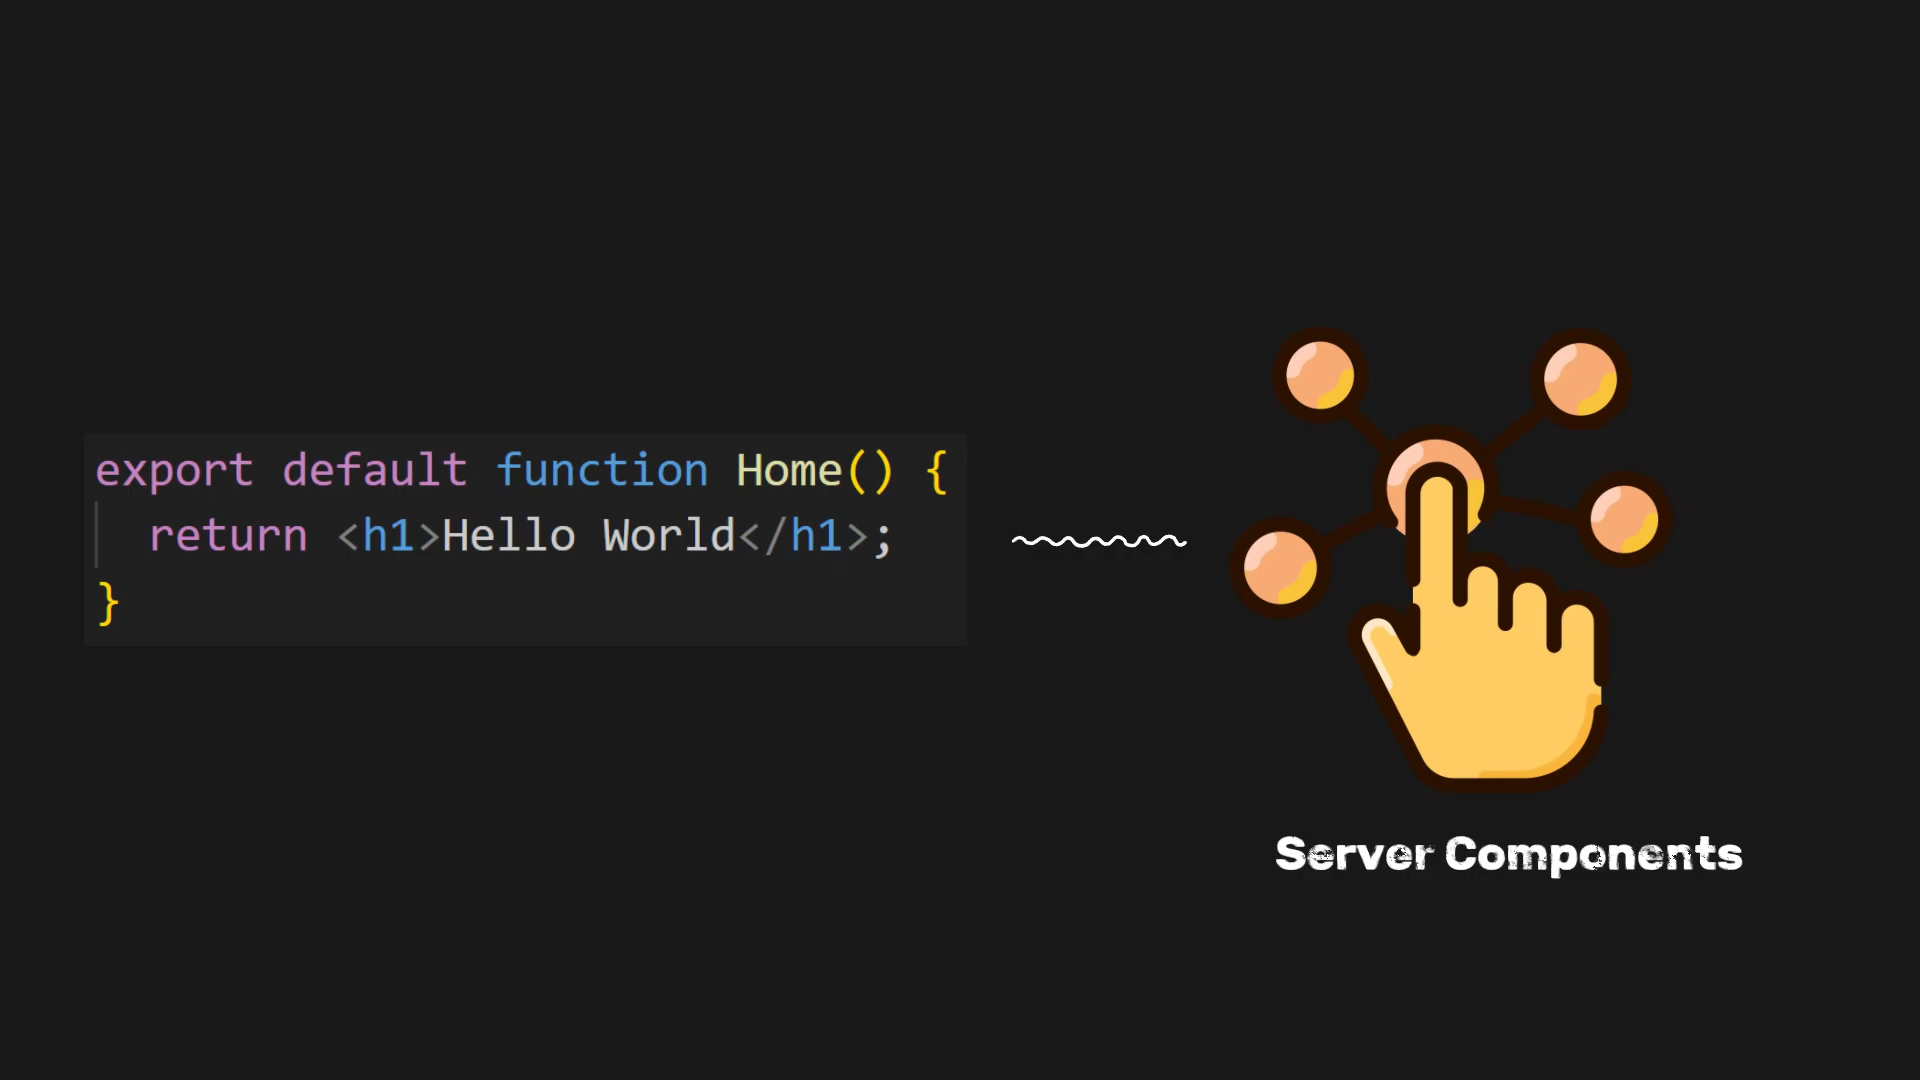 export default function Home() {
  return <h1>Hello World</h1>;
}
Server Components